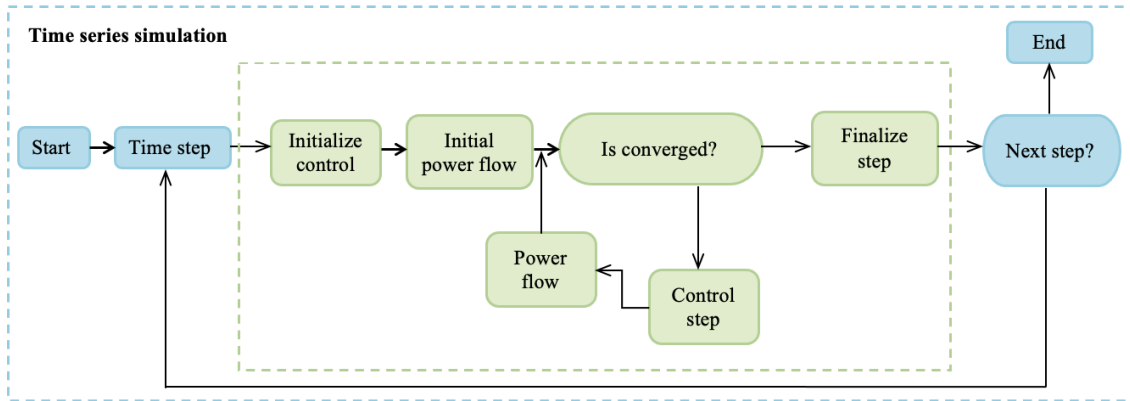 Time series simulation
End
Start
Time step
Initialize
control
Initial
power flow
Is converged?
Finalize
step
Next step?
Power
flow
Control
step